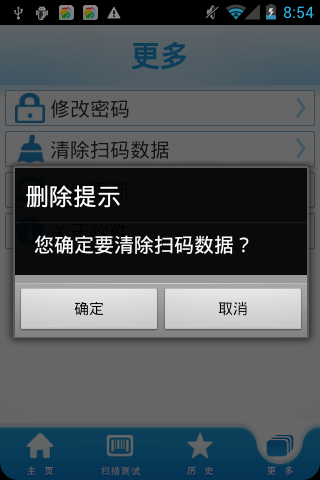 8:54
更多
修改密码
清除扫码数据
删除提示
您确定要清除扫码数据？
确定
取消
主 页
扫描测试
历 史
更 多